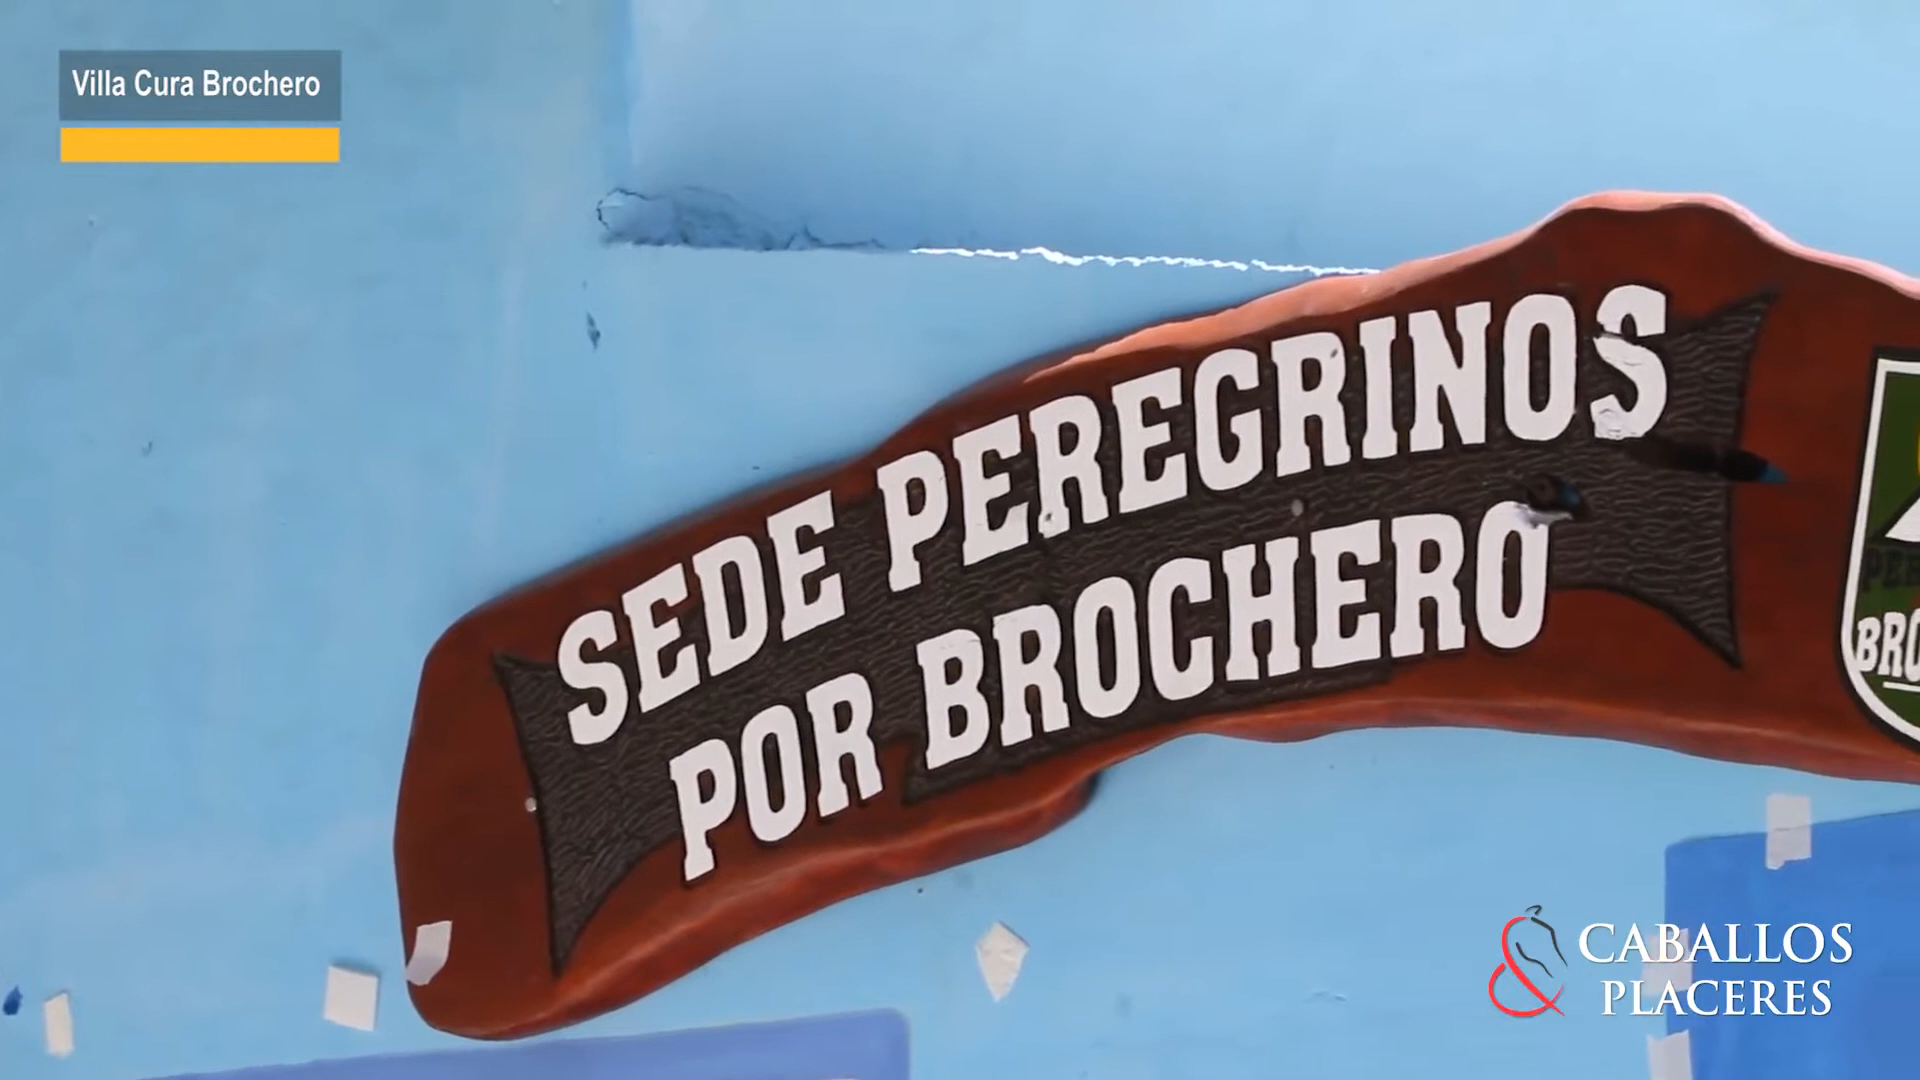 Villa Cura Brochero
SEDE PEREGRINOS
POR BROCHERO
CABALLOS
& PLACERES